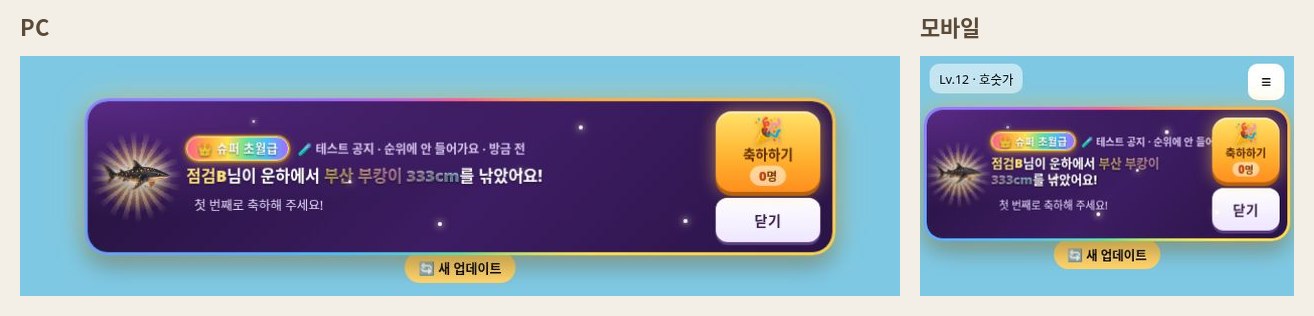 PC
👑 슈퍼 초월급 🧪 테스트 공지 · 순위에 안 들어가요 · 방금 전
점검B님이 운하에서 부산 부캉이 333cm를 낚았어요!
첫 번째로 축하해 주세요!
🎉
축하하기
0명
닫기
🔄 새 업데이트
모바일
Lv.12 · 호숫가
≡
👑 슈퍼 초월급 🧪 테스트 공지 · 순위에 안 들어
점검B님이 운하에서 부산 부캉이
333cm를 낚았어요!
첫 번째로 축하해 주세요!
🎉
축하하기
0명
닫기
🔄 새 업데이트